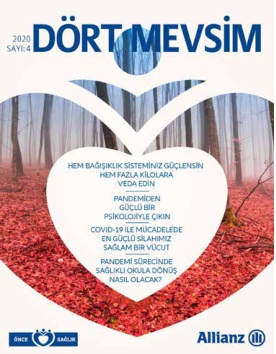 2020
SAYI: 4
DÖRT MEVSİM
HEM BAĞIŞIKLIK SİSTEMİNİZ GÜÇLENSİN
HEM FAZLA KİLOLARA
VEDA EDİN
PANDEMİDEN
GÜÇLÜ BİR
PSİKOLOJİYLE ÇIKIN
COVID-19 İLE MÜCADELEDE
EN GÜÇLÜ SİLAHIMIZ
SAĞLAM BİR VÜCUT
PANDEMİ SÜRECİNDE
SAĞLIKLI OKULA DÖNÜŞ
NASIL OLACAK?
ÖNCE SAĞLIK
Allianz